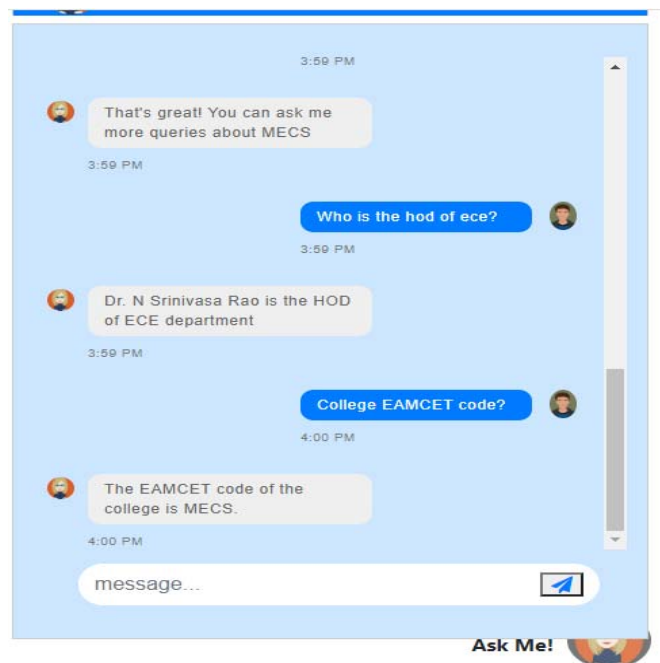 3:59 PM
That's great! You can ask me
more queries about MECS
3:59 PM
Who is the hod of ece?
3:59 PM
Dr. N Srinivasa Rao is the HOD
of ECE department
3:59 PM
College EAMCET code?
4:00 PM
The EAMCET code of the
college is MECS.
4:00 PM
message...
Ask Me!